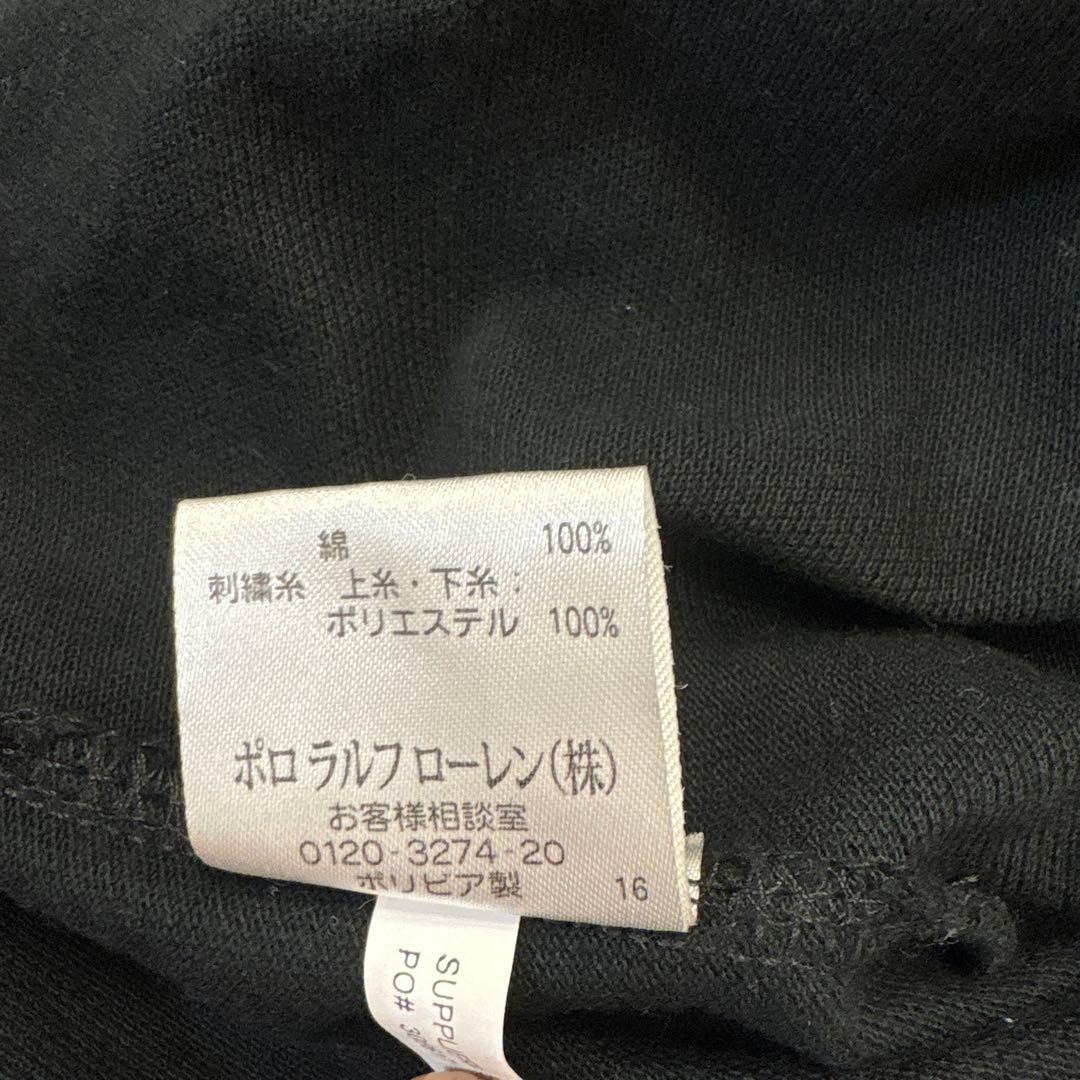 綿 100%
刺繍糸 上糸・下糸:
ポリエステル 100%
ポロ ラルフ ローレン(株)
お客様相談室
0120-3274-20
ボリビア製 16
PO#